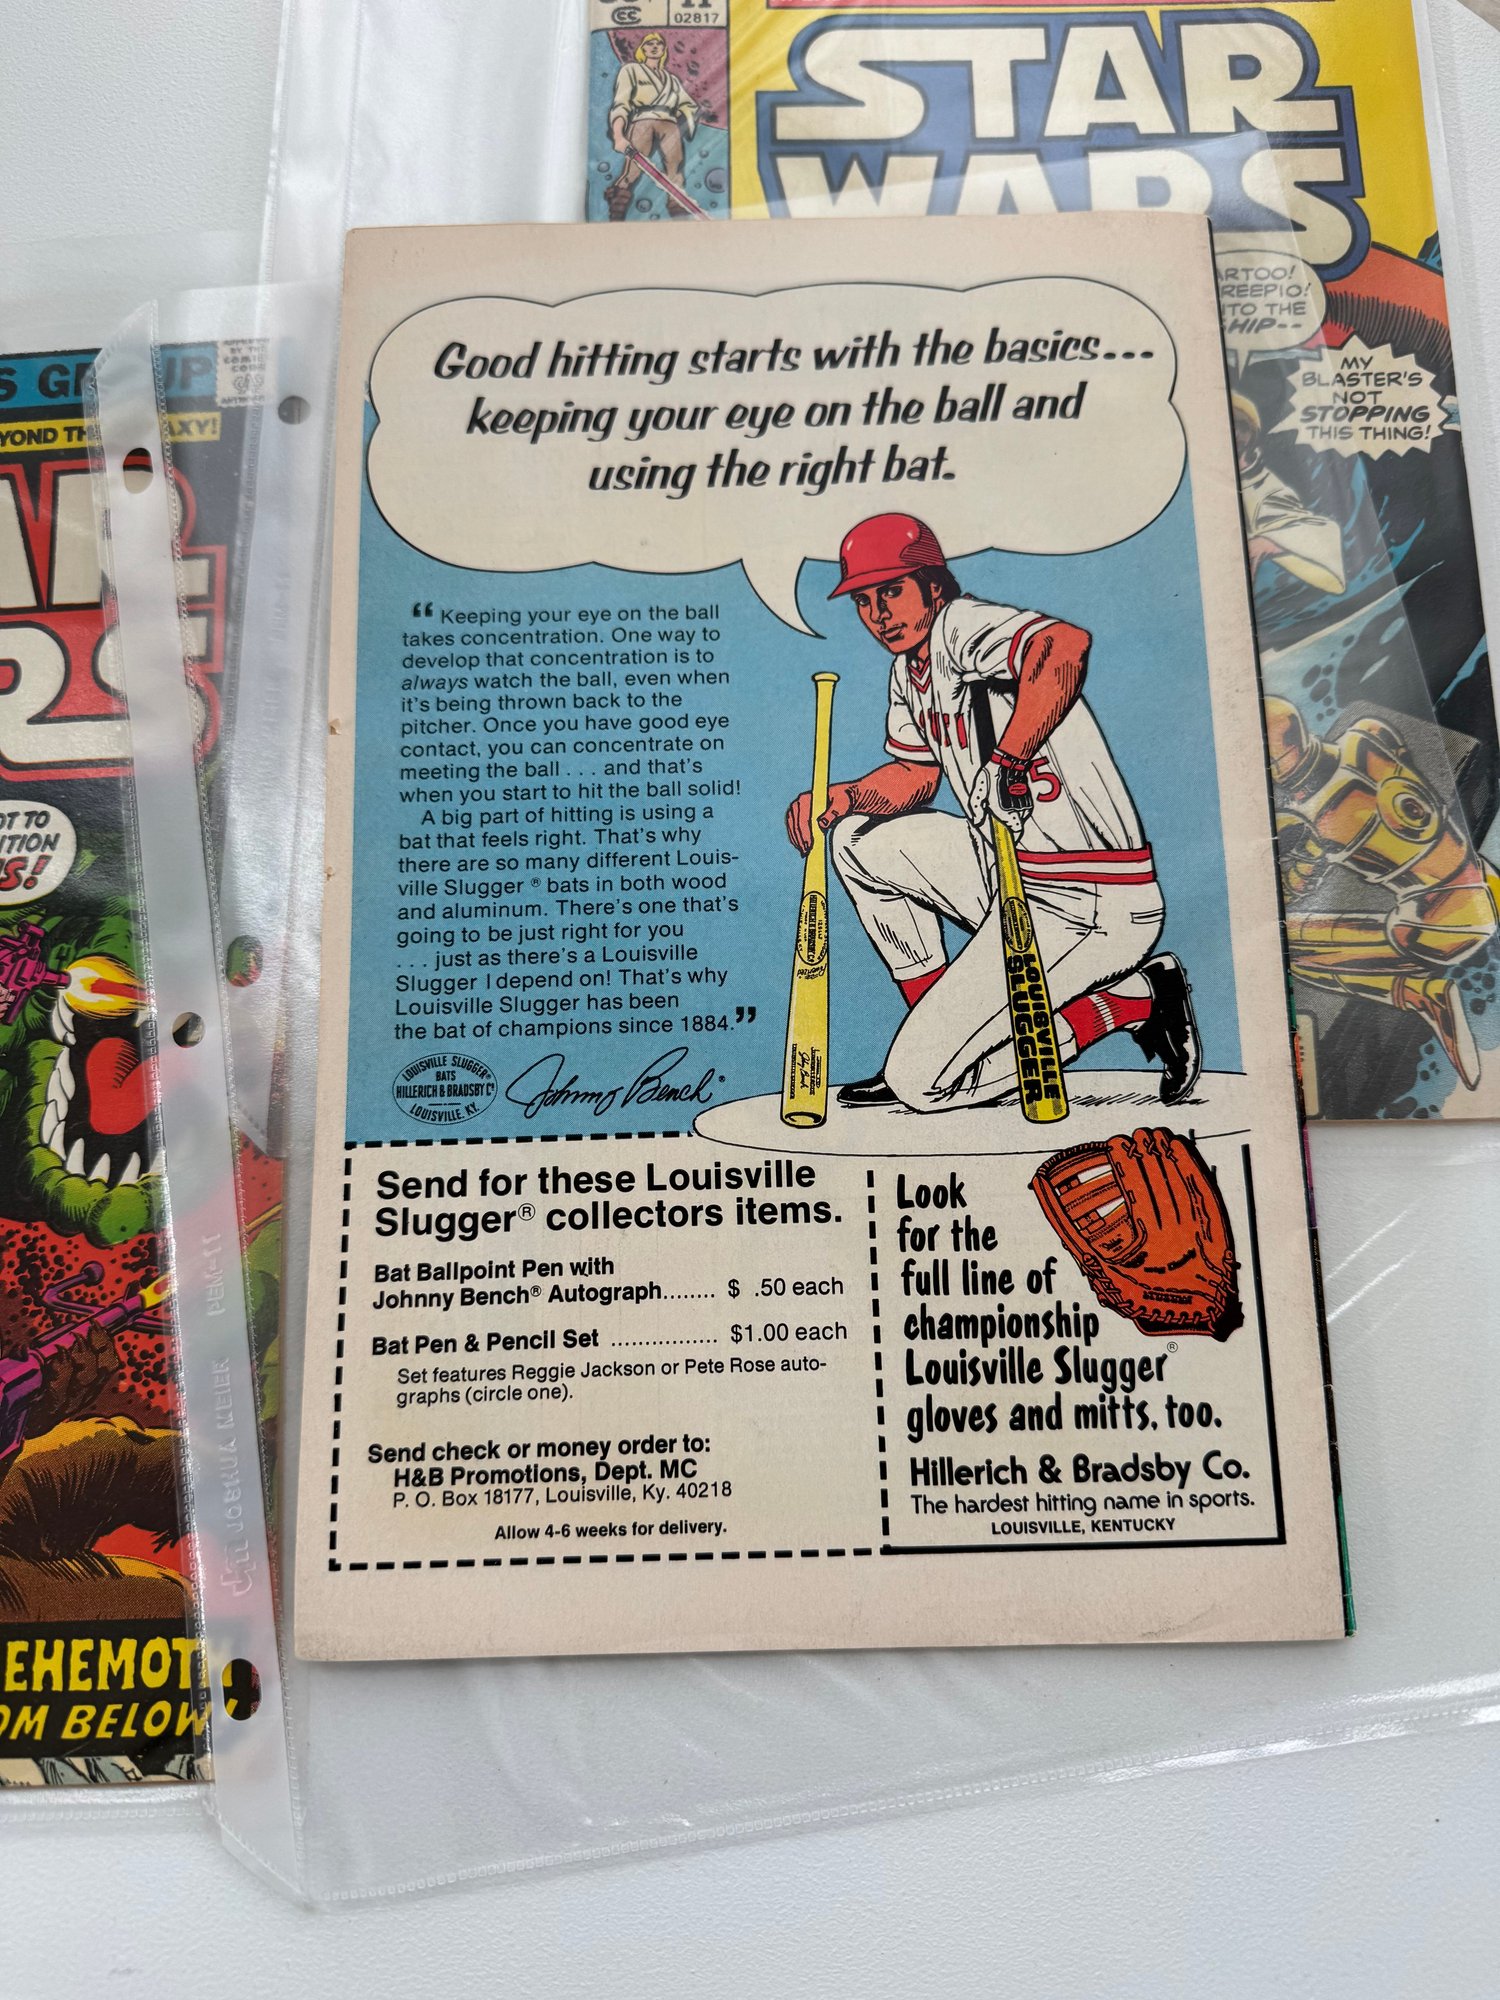 02817
STAR
WARS
MY
BLASTER'S
NOT
STOPPING
THIS THING!
Good hitting starts with the basics...
keeping your eye on the ball and
using the right bat.
“ Keeping your eye on the ball
takes concentration. One way to
develop that concentration is to
always watch the ball, even when
it's being thrown back to the
pitcher. Once you have good eye
contact, you can concentrate on
meeting the ball . . . and that's
when you start to hit the ball solid!
A big part of hitting is using a
bat that feels right. That's why
there are so many different Louis-
ville Slugger ® bats in both wood
and aluminum. There's one that's
going to be just right for you
. . . just as there's a Louisville
Slugger I depend on! That's why
Louisville Slugger has been
the bat of champions since 1884.”
LOUISVILLE SLUGGER®
BATS
HILLERICH & BRADSBY Cº
LOUISVILLE, KY.
Johnny Bench®
5
LOUISVILLE
SLUGGER
Send for these Louisville
Slugger® collectors items.
Bat Ballpoint Pen with
Johnny Bench® Autograph........ $ .50 each
Bat Pen & Pencil Set ................ $1.00 each
Set features Reggie Jackson or Pete Rose auto-
graphs (circle one).
Send check or money order to:
H&B Promotions, Dept. MC
P. O. Box 18177, Louisville, Ky. 40218
Allow 4-6 weeks for delivery.
Look
for the
full line of
championship
Louisville Slugger®
gloves and mitts, too.
Hillerich & Bradsby Co.
The hardest hitting name in sports.
LOUISVILLE, KENTUCKY
EHEMOTH
OM BELOW